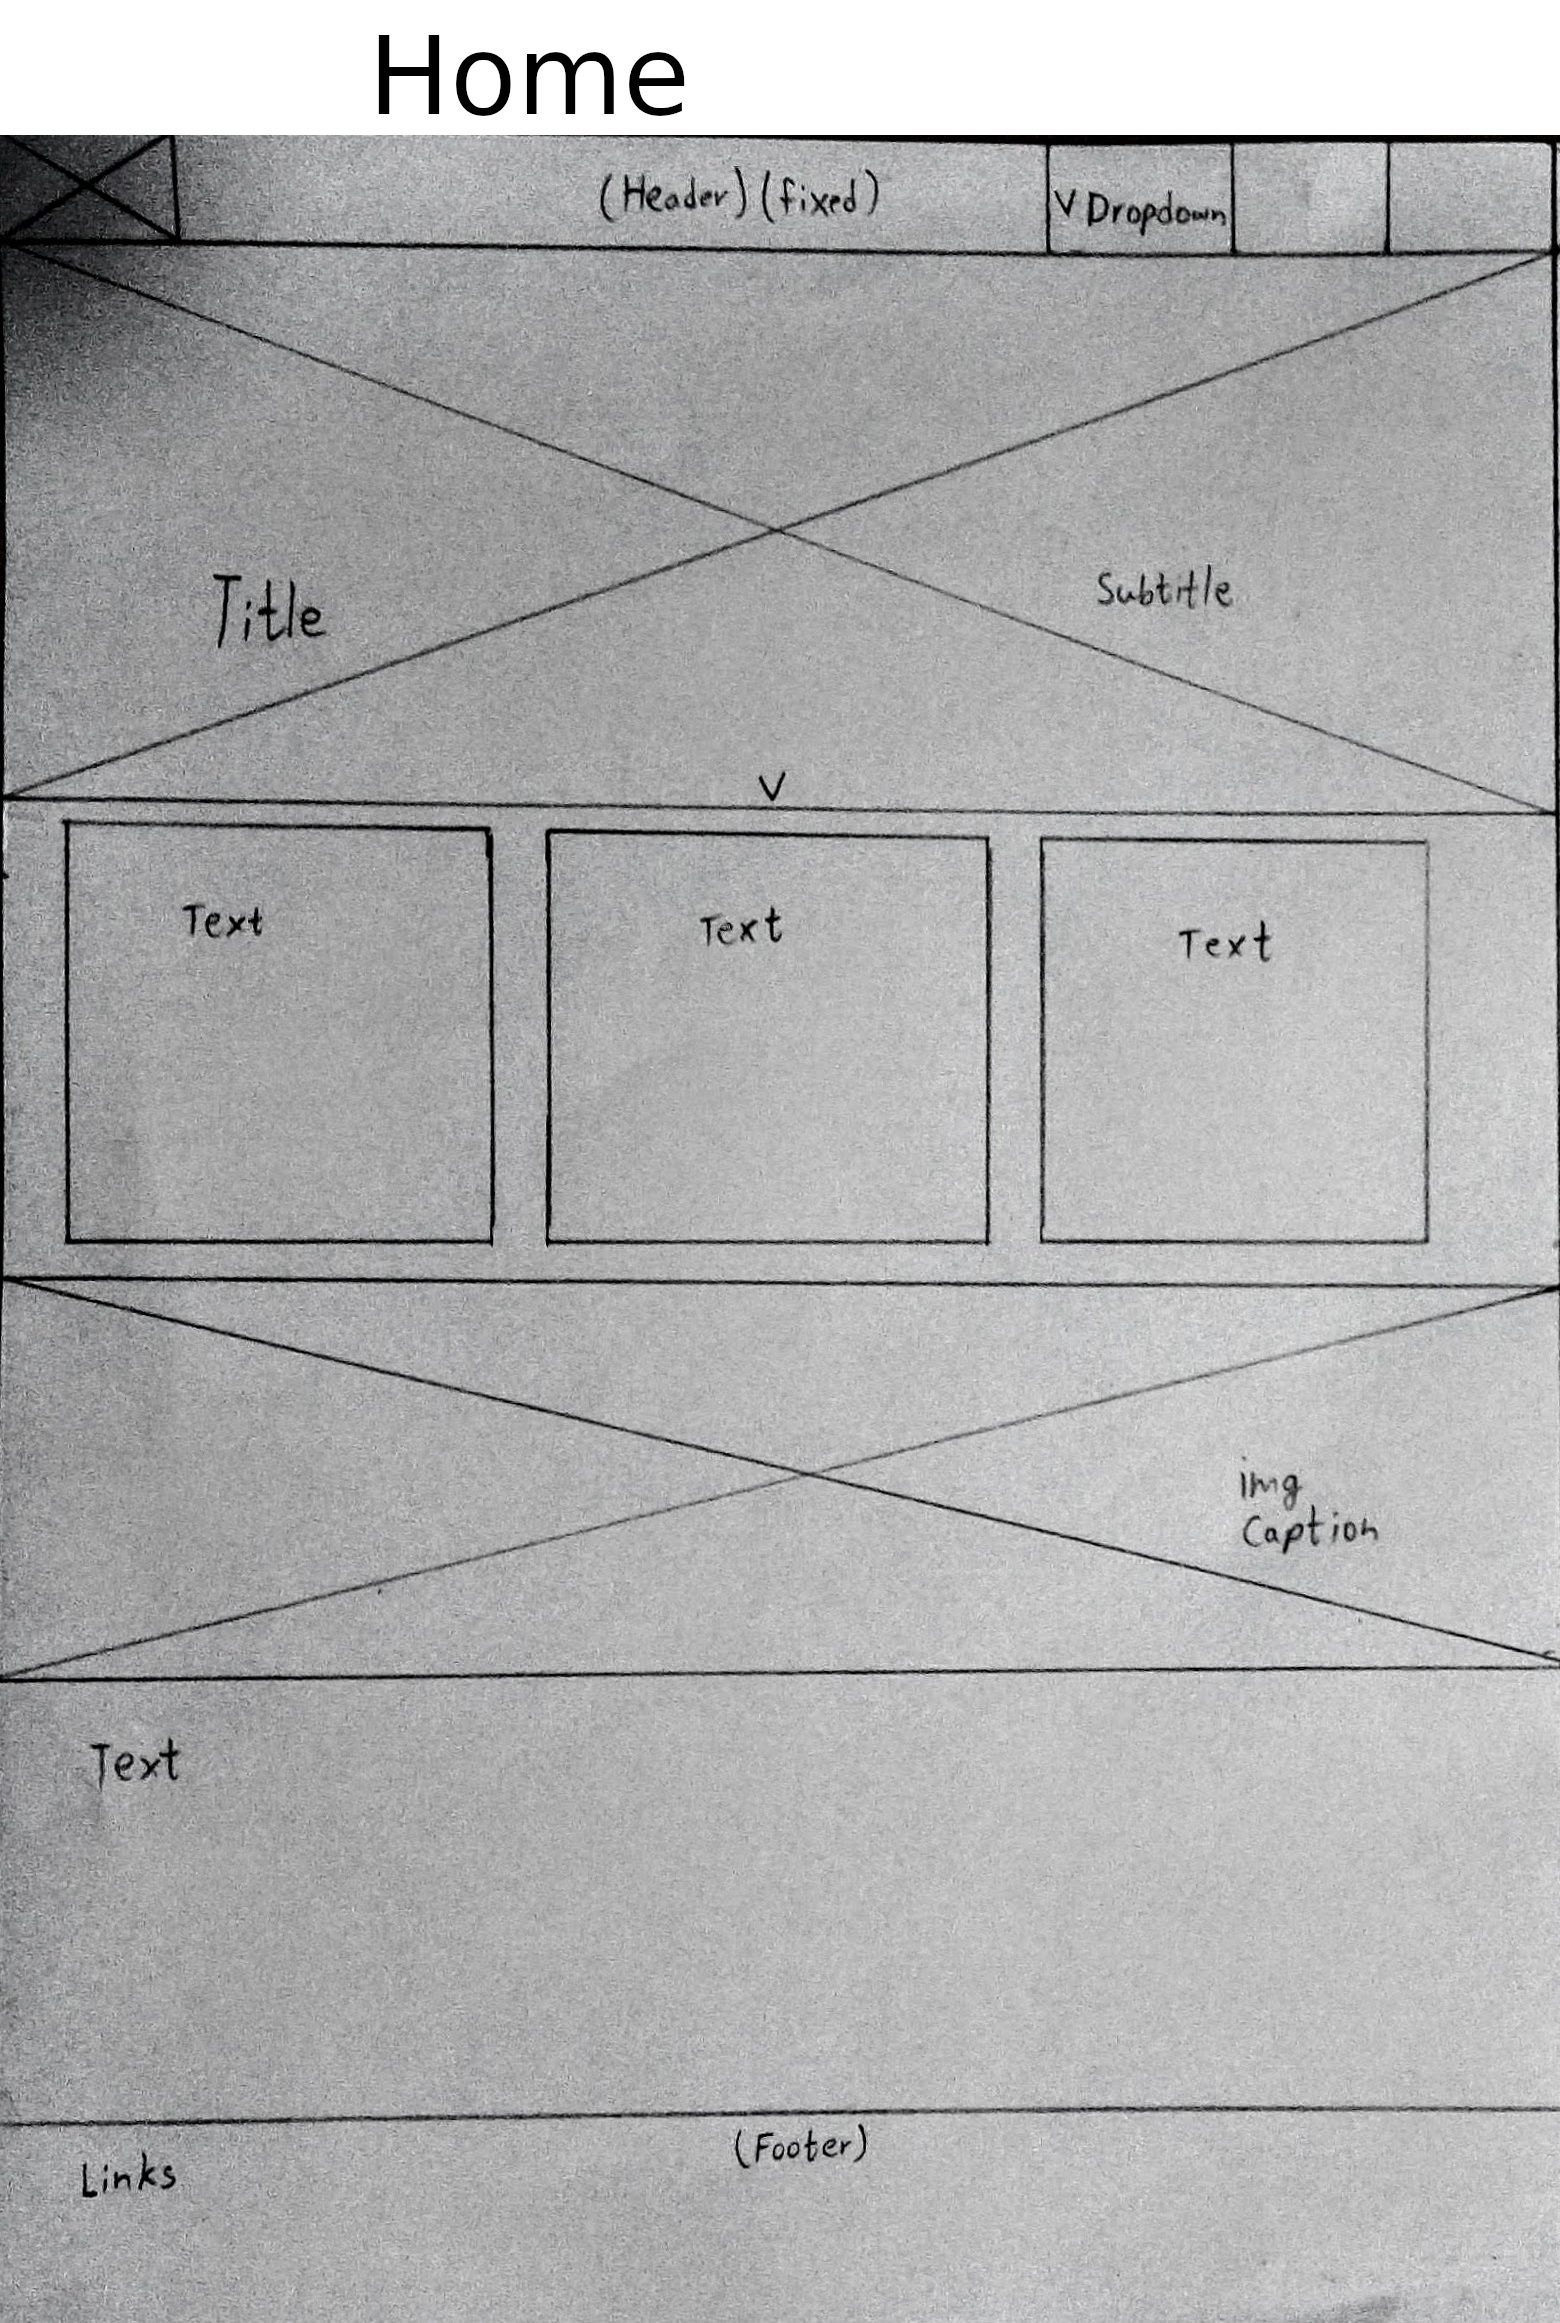 Home
(Header) (fixed)
V Dropdown
Title
Subtitle
V
Text
Text
Text
img
Caption
Text
(Footer)
Links